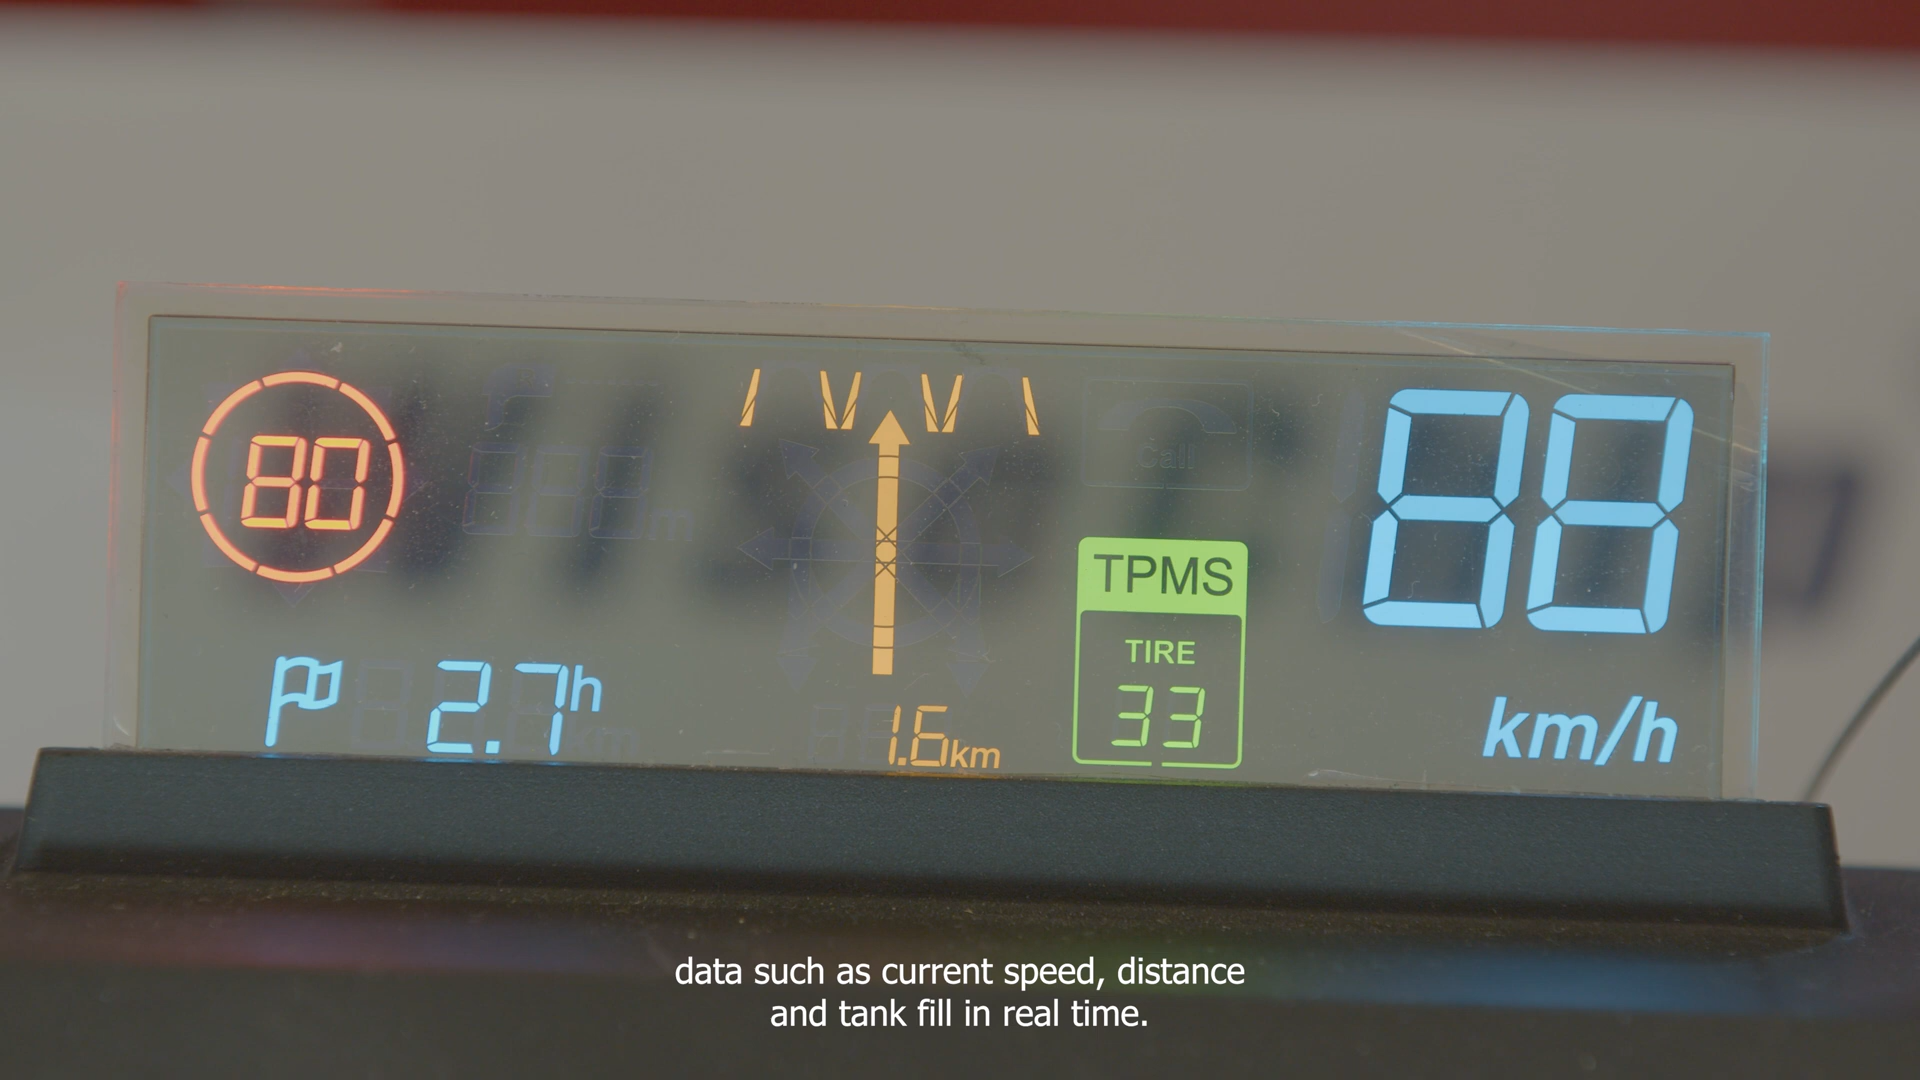 80
2.7h
1.6km
Call
TPMS
TIRE
33
88
km/h
data such as current speed, distance
and tank fill in real time.